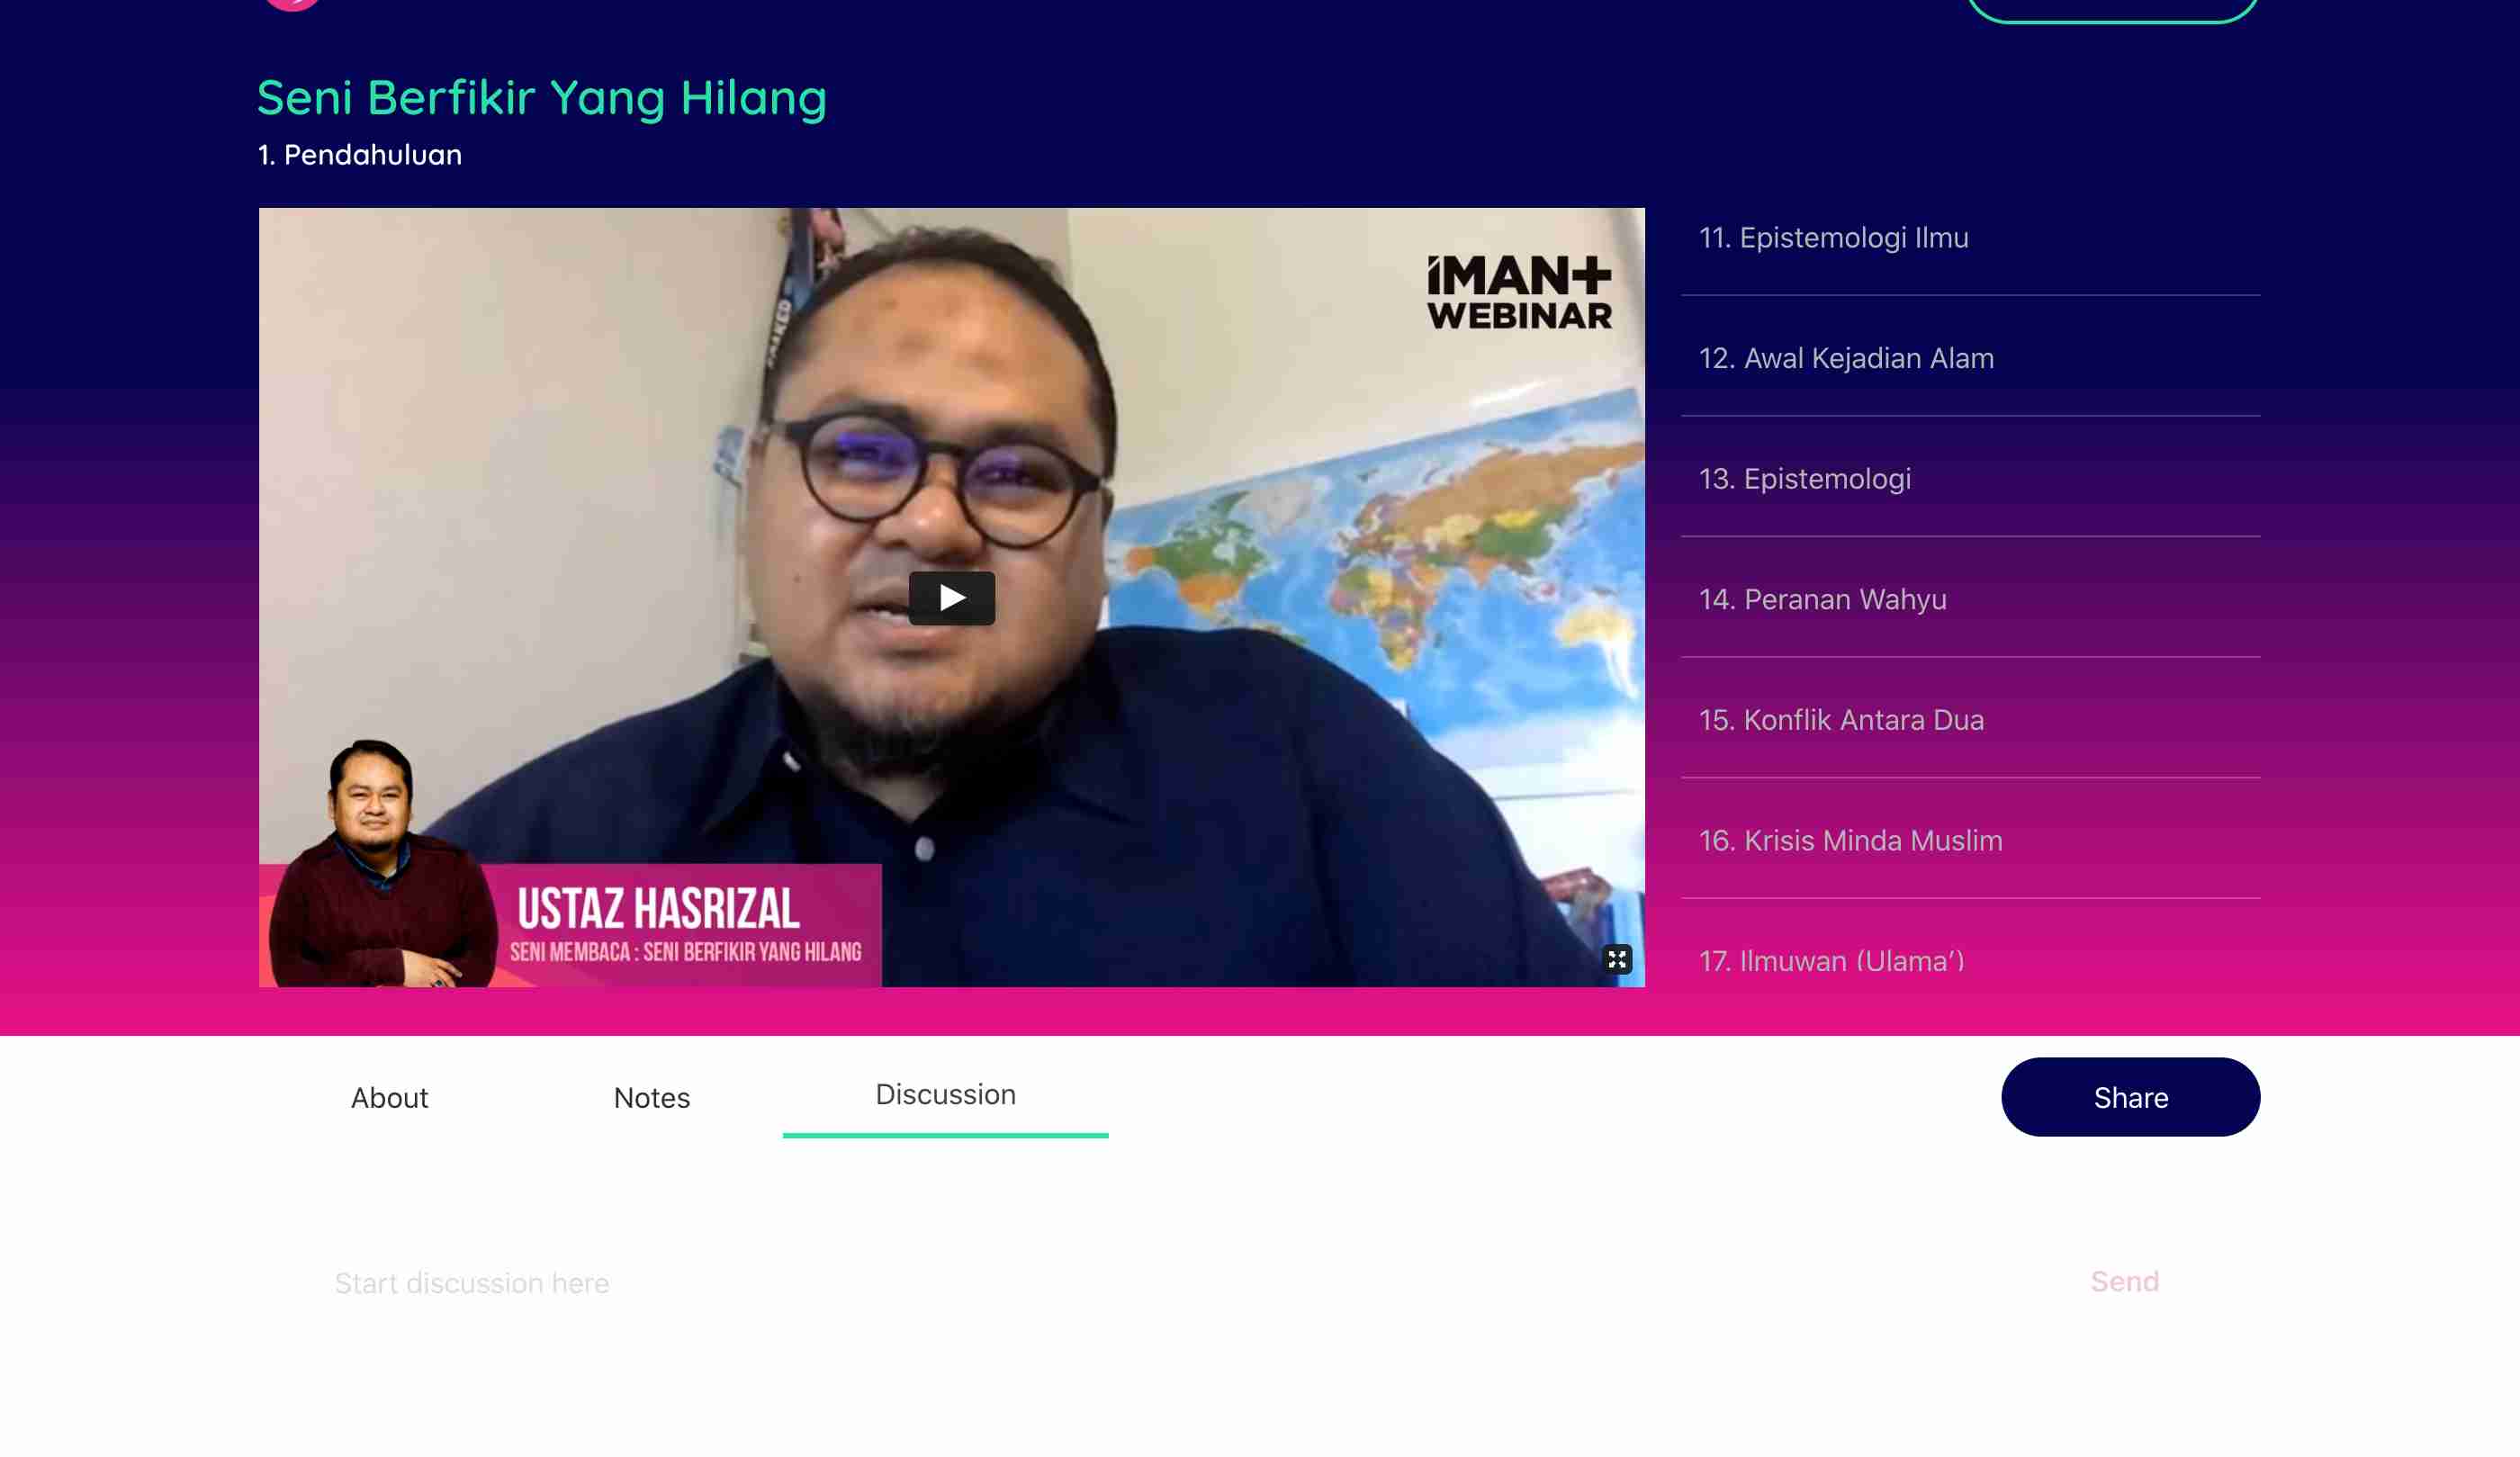 Seni Berfikir Yang Hilang
1. Pendahuluan
IMAN+
WEBINAR
USTAZ HASRIZAL
SENI MEMBACA : SENI BERFIKIR YANG HILANG
11. Epistemologi Ilmu
12. Awal Kejadian Alam
13. Epistemologi
14. Peranan Wahyu
15. Konflik Antara Dua
16. Krisis Minda Muslim
17. Ilmuwan (Ulama’)
About
Notes
Discussion
Share
Start discussion here
Send